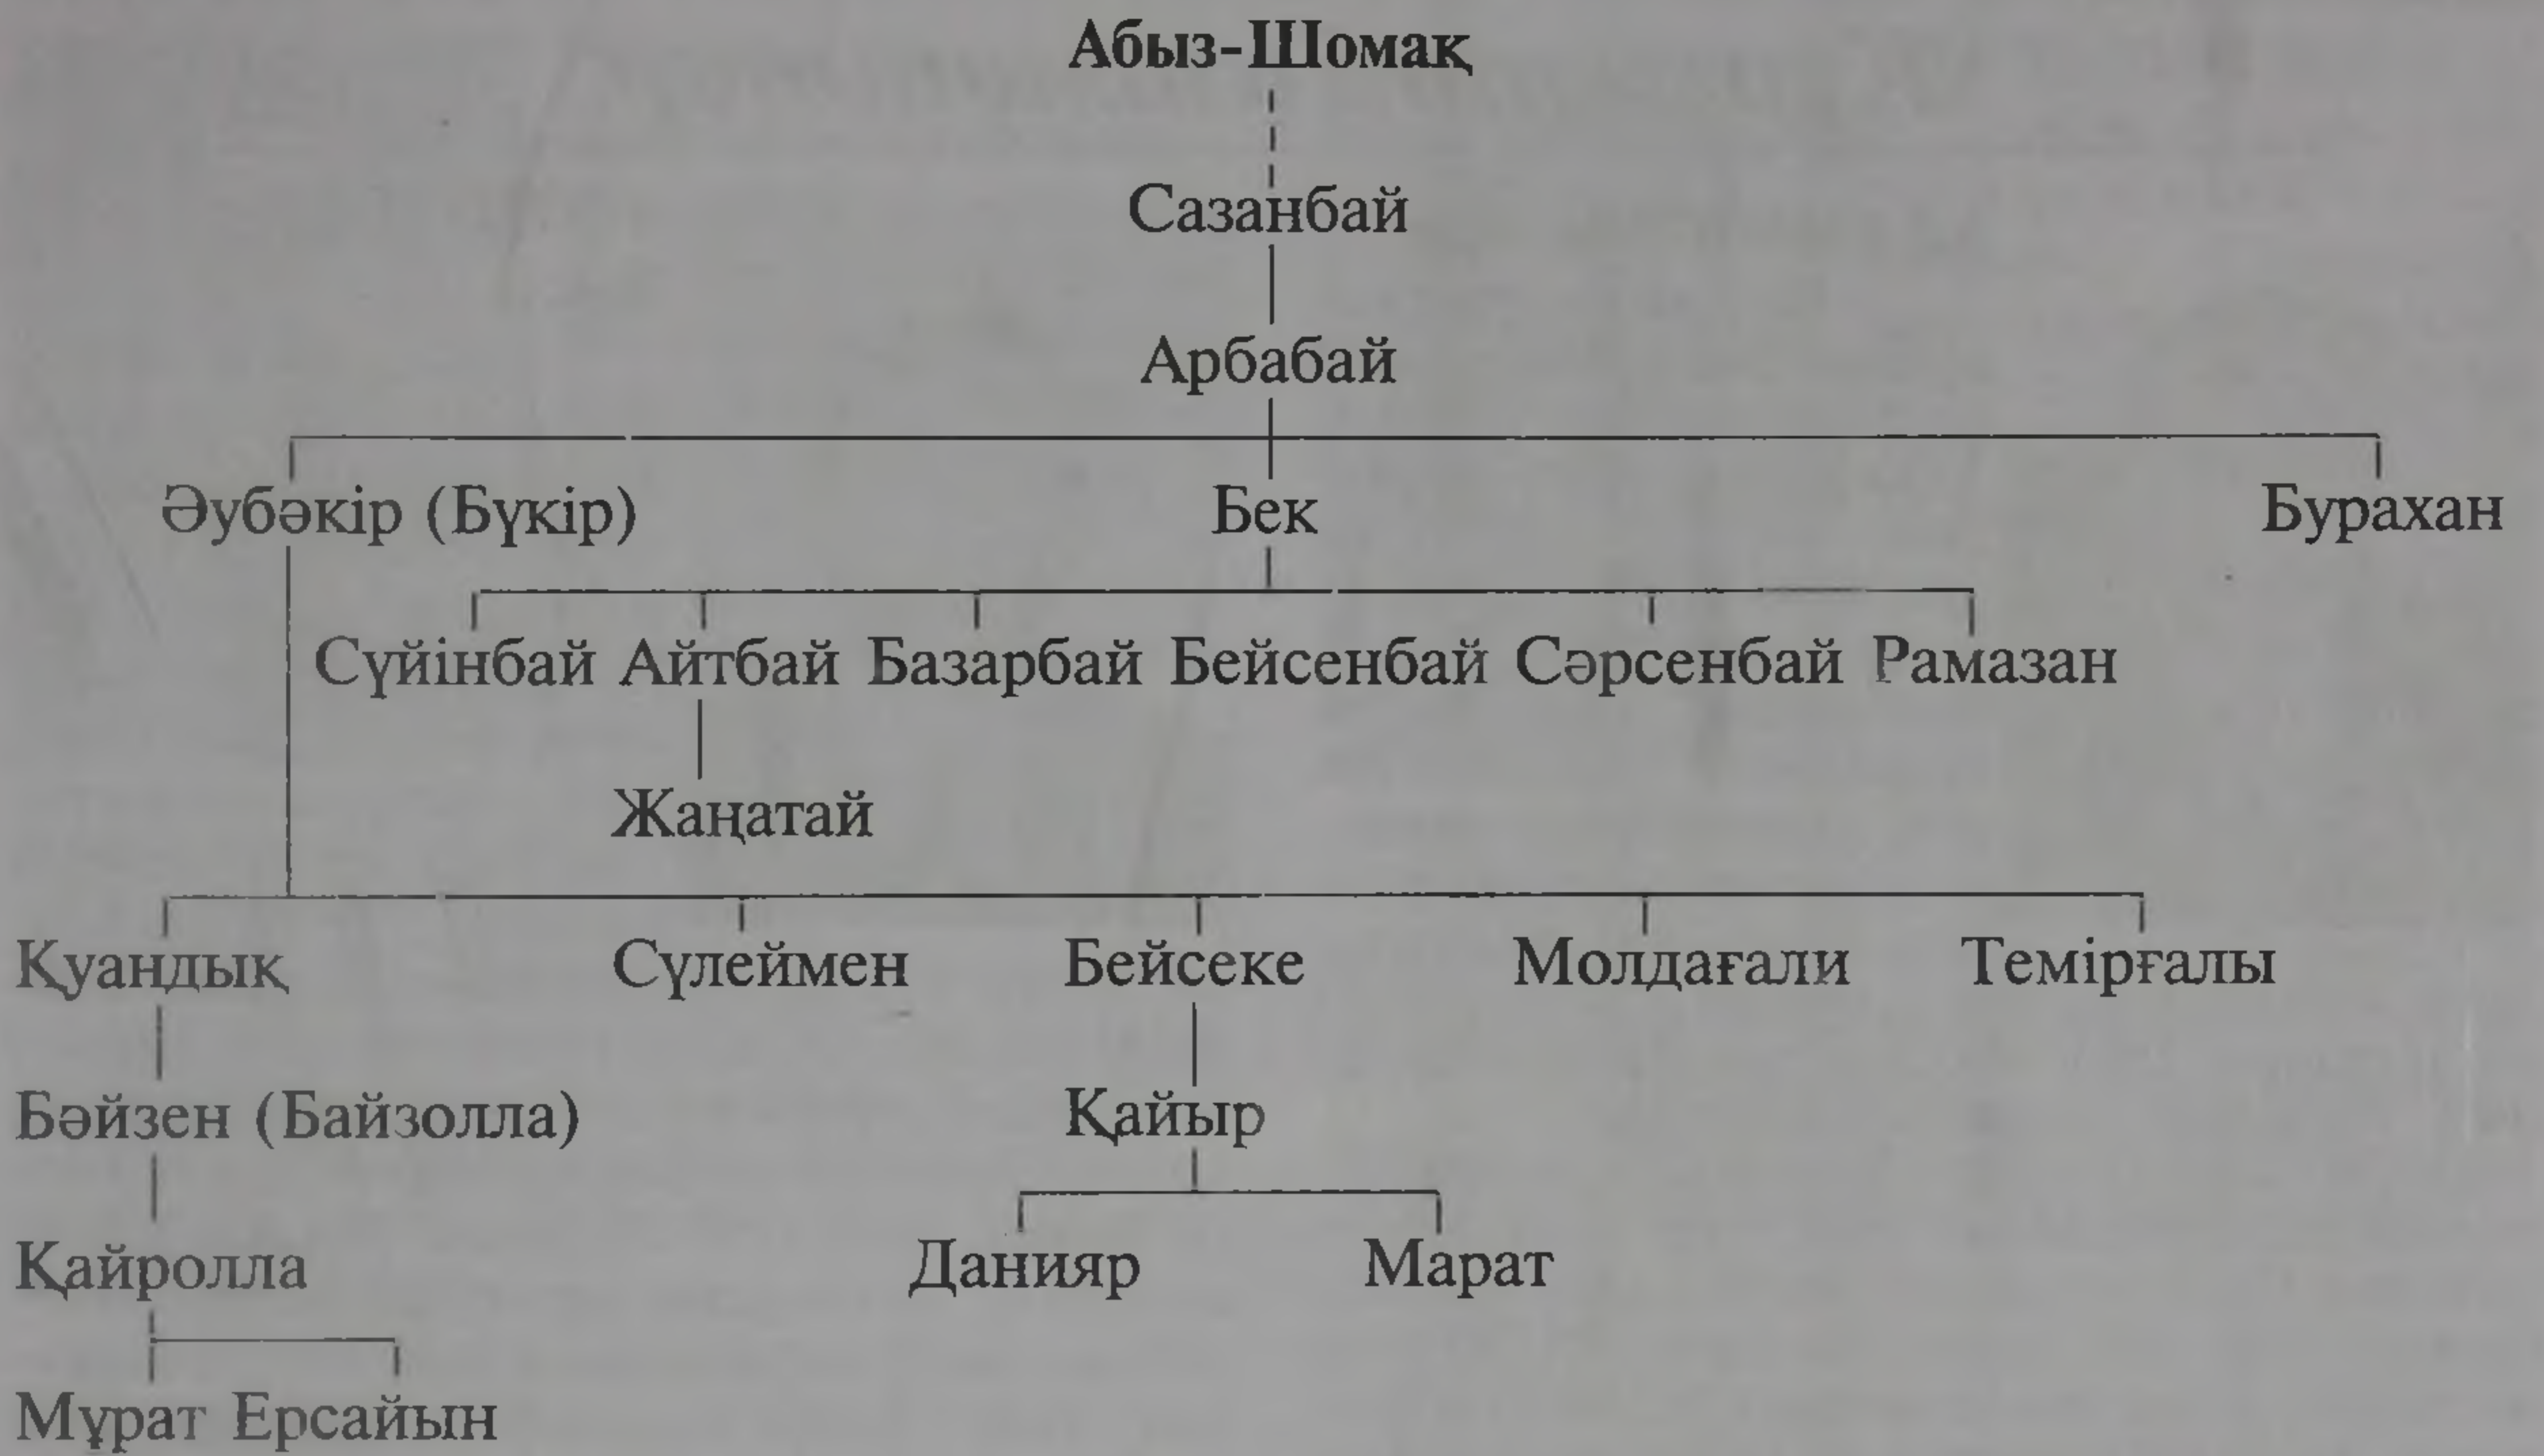 Абыз-Шомақ
Сазанбай
Арбабай
Әубәкір (Бүкір) Бек Бурахан
Сүйінбай Айтбай Базарбай Бейсенбай Сәрсенбай Рамазан
Жаңатай
Қуандық Сүлеймен Бейсеке Молдағали Темірғалы
Бәйзен (Байзолла) Қайыр
Қайролла Данияр Марат
Мұрат Ерсайын